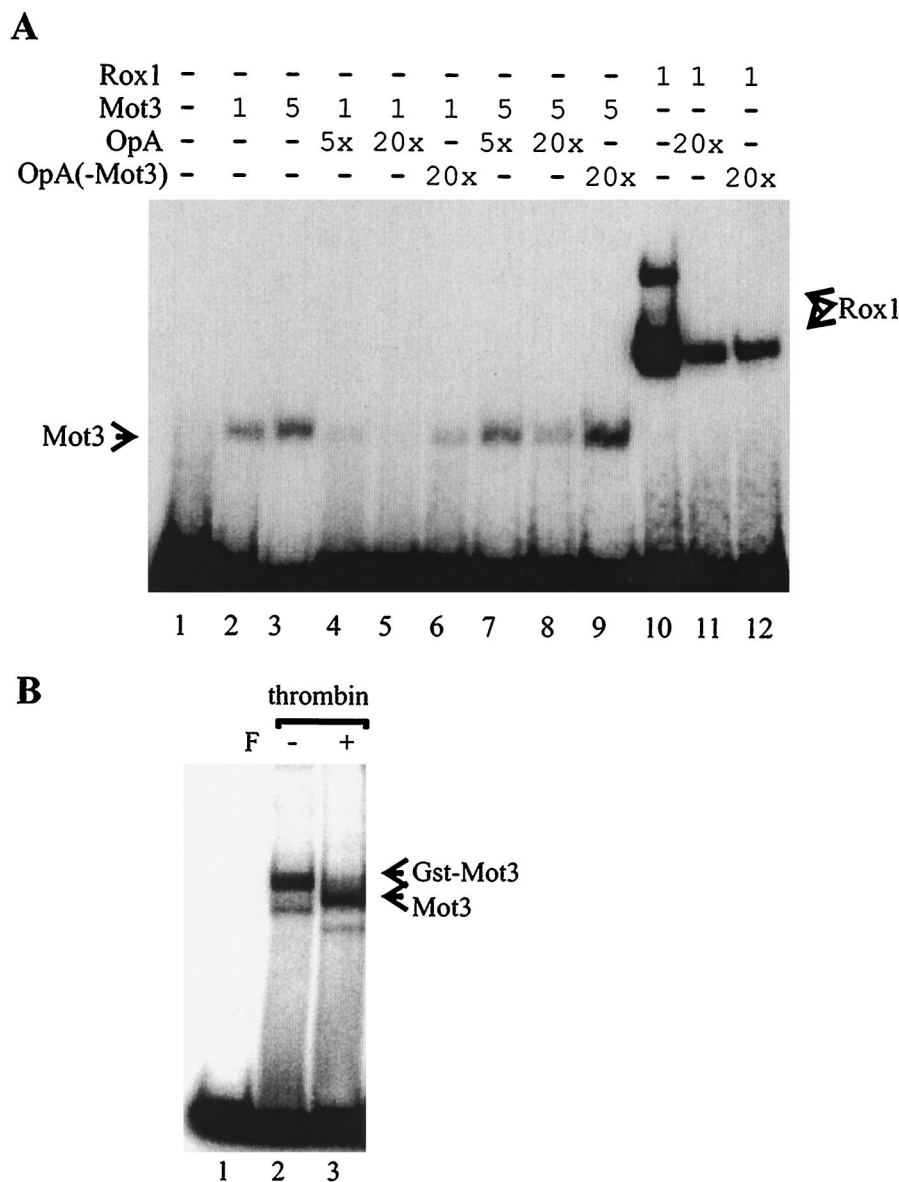 A
Rox1 - - - - - - - - - 1 1 1
Mot3 - 1 5 1 1 1 5 5 5 - - -
OpA - - - 5x 20x - 5x 20x - - 20x -
OpA(-Mot3) - - - - - 20x - - 20x - - 20x
Rox1
Mot3
1 2 3 4 5 6 7 8 9 10 11 12
B
thrombin
F - +
Gst-Mot3
Mot3
1 2 3